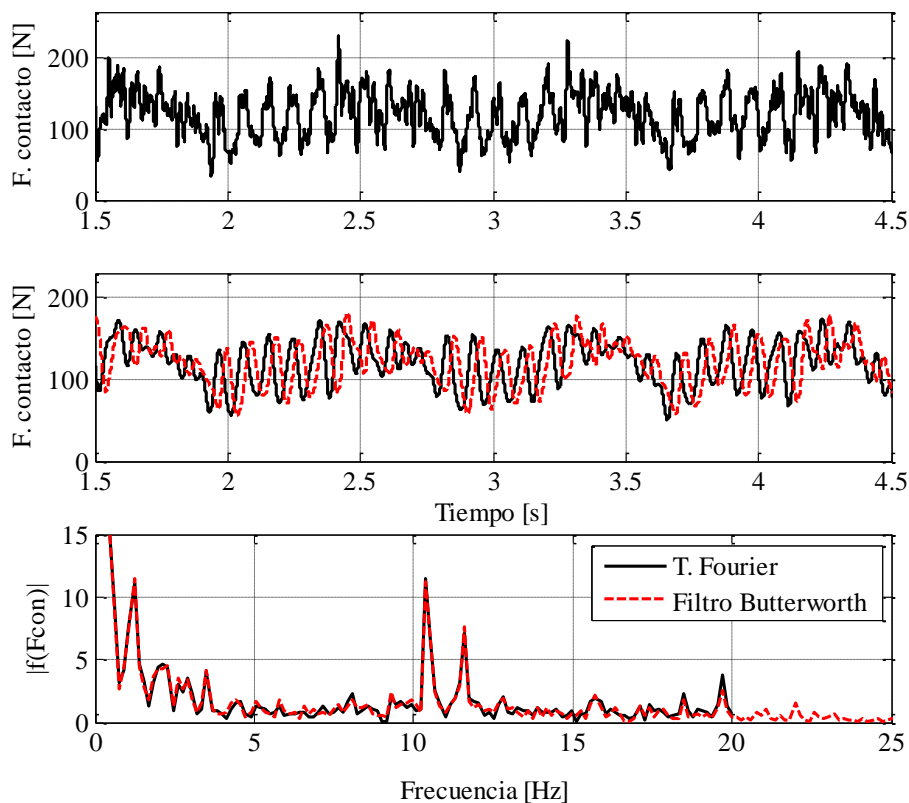 F. contacto [N]
200
100
0
1.5 2 2.5 3 3.5 4 4.5
F. contacto [N]
200
100
0
1.5 2 2.5 3 3.5 4 4.5
Tiempo [s]
|f(Fcon)|
15
10
5
0
T. Fourier
Filtro Butterworth
0 5 10 15 20 25
Frecuencia [Hz]